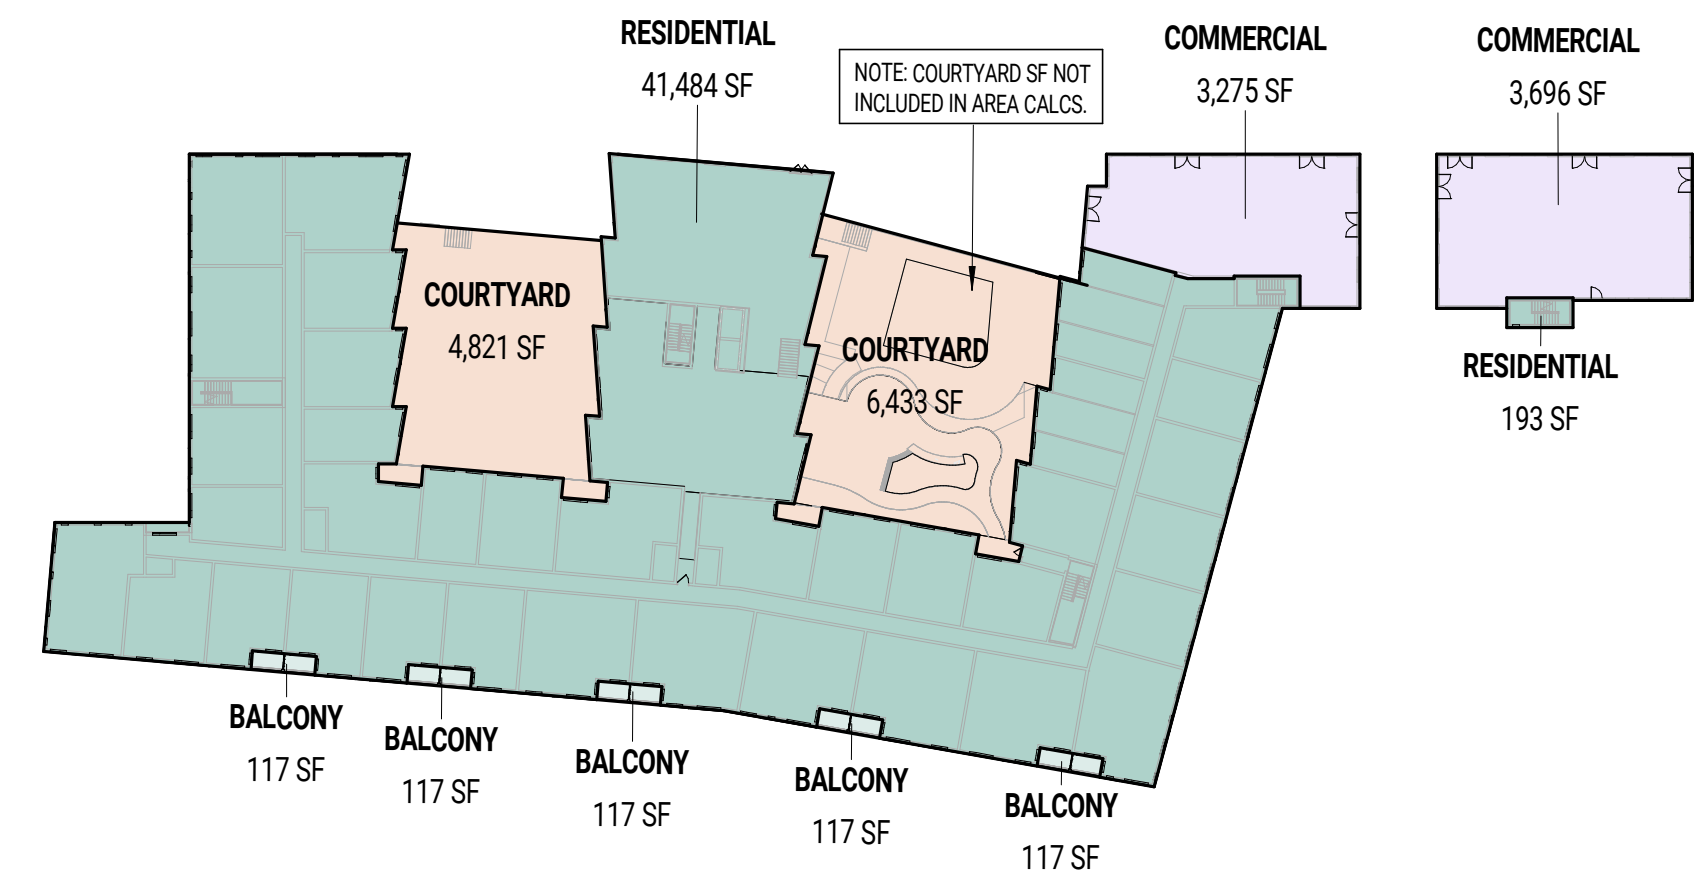 RESIDENTIAL
41,484 SF
NOTE: COURTYARD SF NOT
INCLUDED IN AREA CALCS.
COMMERCIAL
3,275 SF
COMMERCIAL
3,696 SF
COURTYARD
4,821 SF
COURTYARD
6,433 SF
RESIDENTIAL
193 SF
BALCONY
117 SF
BALCONY
117 SF
BALCONY
117 SF
BALCONY
117 SF
BALCONY
117 SF